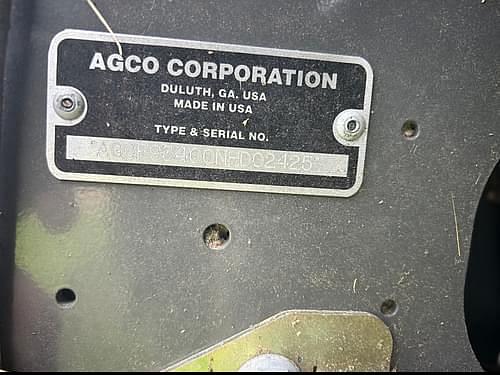 AGCO CORPORATION
DULUTH, GA. USA
MADE IN USA
TYPE & SERIAL NO.